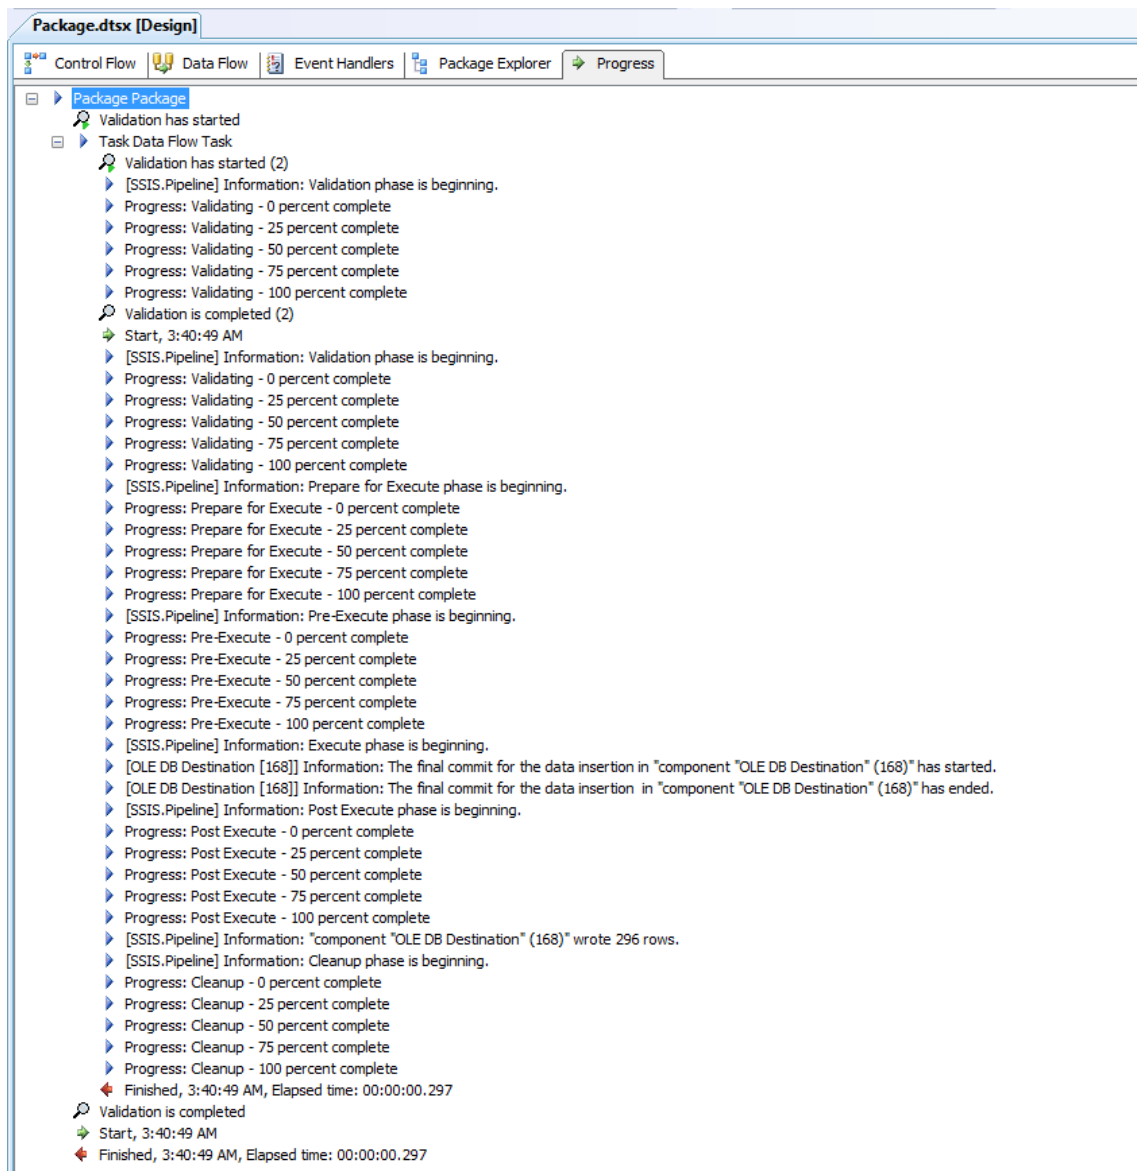 Package.dtsx [Design]
Control Flow Data Flow Event Handlers Package Explorer Progress
Package Package
Validation has started
Task Data Flow Task
Validation has started (2)
[SSIS.Pipeline] Information: Validation phase is beginning.
Progress: Validating - 0 percent complete
Progress: Validating - 25 percent complete
Progress: Validating - 50 percent complete
Progress: Validating - 75 percent complete
Progress: Validating - 100 percent complete
Validation is completed (2)
Start, 3:40:49 AM
[SSIS.Pipeline] Information: Validation phase is beginning.
Progress: Validating - 0 percent complete
Progress: Validating - 25 percent complete
Progress: Validating - 50 percent complete
Progress: Validating - 75 percent complete
Progress: Validating - 100 percent complete
[SSIS.Pipeline] Information: Prepare for Execute phase is beginning.
Progress: Prepare for Execute - 0 percent complete
Progress: Prepare for Execute - 25 percent complete
Progress: Prepare for Execute - 50 percent complete
Progress: Prepare for Execute - 75 percent complete
Progress: Prepare for Execute - 100 percent complete
[SSIS.Pipeline] Information: Pre-Execute phase is beginning.
Progress: Pre-Execute - 0 percent complete
Progress: Pre-Execute - 25 percent complete
Progress: Pre-Execute - 50 percent complete
Progress: Pre-Execute - 75 percent complete
Progress: Pre-Execute - 100 percent complete
[SSIS.Pipeline] Information: Execute phase is beginning.
[OLE DB Destination [168]] Information: The final commit for the data insertion in "component "OLE DB Destination" (168)" has started.
[OLE DB Destination [168]] Information: The final commit for the data insertion  in "component "OLE DB Destination" (168)" has ended.
[SSIS.Pipeline] Information: Post Execute phase is beginning.
Progress: Post Execute - 0 percent complete
Progress: Post Execute - 25 percent complete
Progress: Post Execute - 50 percent complete
Progress: Post Execute - 75 percent complete
Progress: Post Execute - 100 percent complete
[SSIS.Pipeline] Information: "component "OLE DB Destination" (168)" wrote 296 rows.
[SSIS.Pipeline] Information: Cleanup phase is beginning.
Progress: Cleanup - 0 percent complete
Progress: Cleanup - 25 percent complete
Progress: Cleanup - 50 percent complete
Progress: Cleanup - 75 percent complete
Progress: Cleanup - 100 percent complete
Finished, 3:40:49 AM, Elapsed time: 00:00:00.297
Validation is completed
Start, 3:40:49 AM
Finished, 3:40:49 AM, Elapsed time: 00:00:00.297